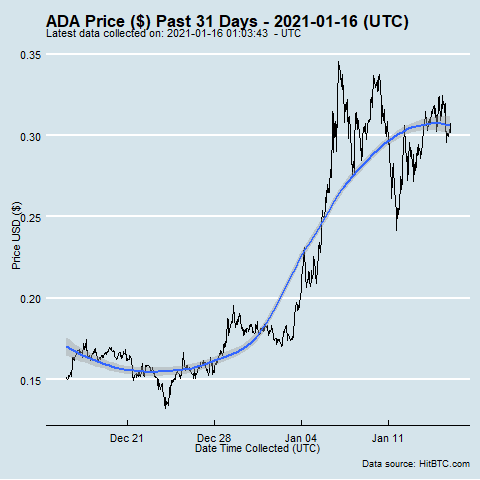 ADA Price ($) Past 31 Days - 2021-01-16 (UTC)
Latest data collected on: 2021-01-16 01:03:43 - UTC
Price USD ($)
0.30
0.25
0.20
0.15
Dec 21 Dec 28 Jan 04 Jan 11
Date Time Collected (UTC)
Data source: HitBTC.com